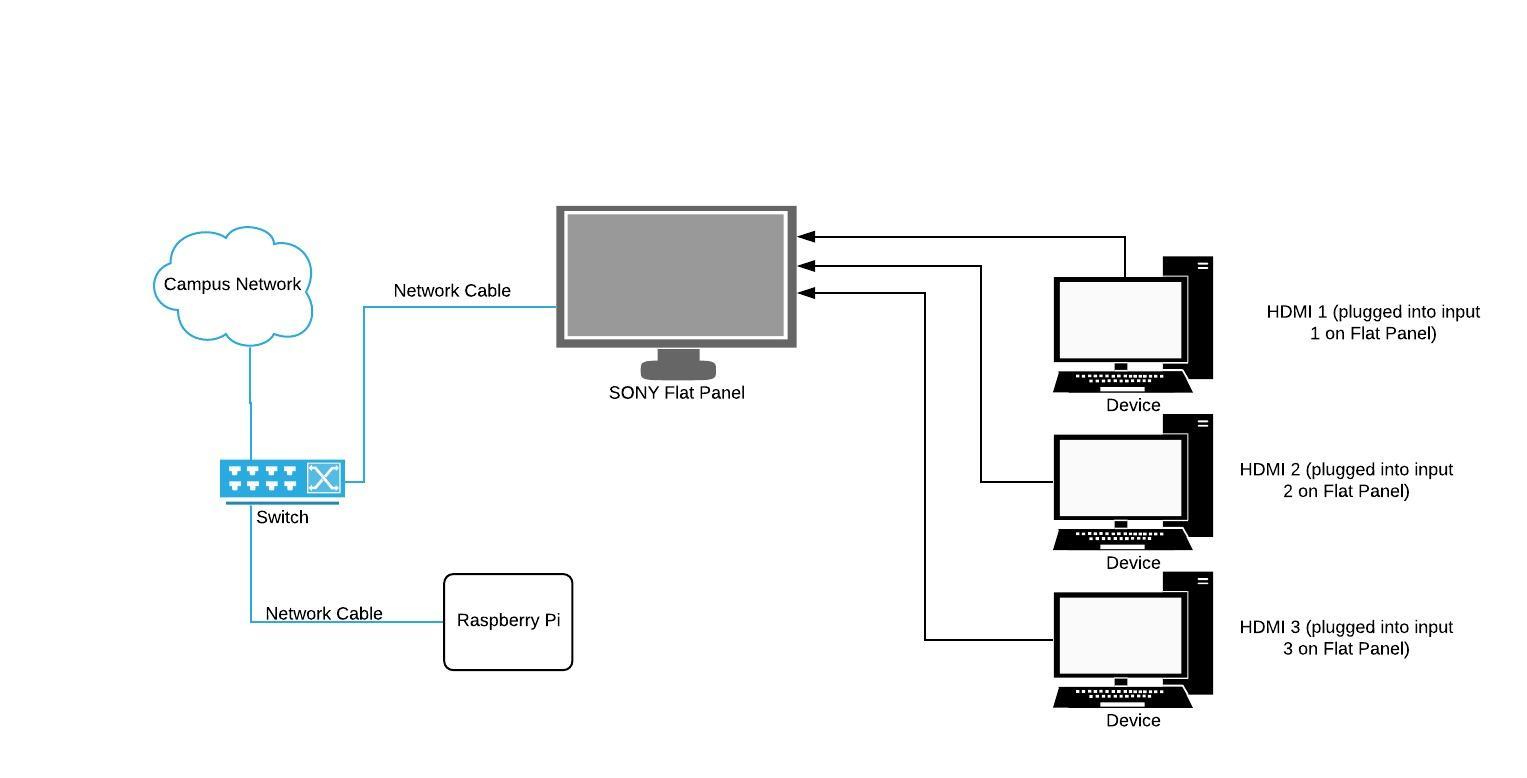 Campus Network
Network Cable
SONY Flat Panel
HDMI 1 (plugged into input
1 on Flat Panel)
Device
HDMI 2 (plugged into input
2 on Flat Panel)
Switch
Device
Network Cable
Raspberry Pi
HDMI 3 (plugged into input
3 on Flat Panel)
Device